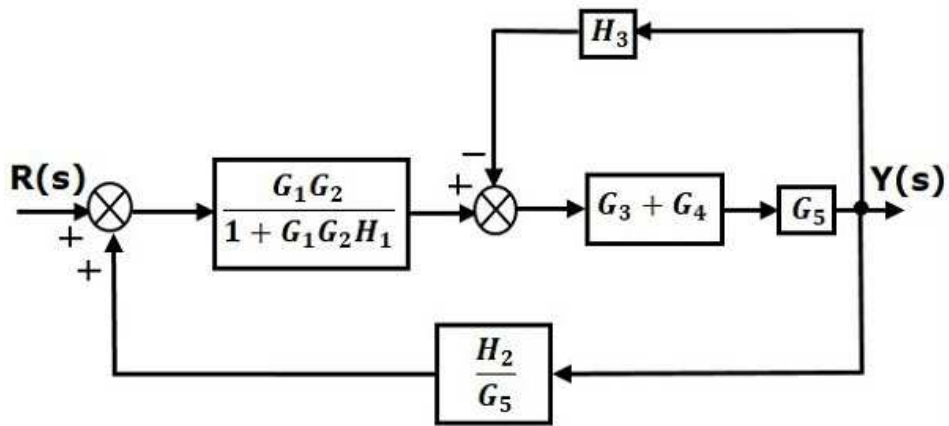 H₃
−
R(s)
G₁G₂
1 + G₁G₂H₁
+
G₃ + G₄
G₅
Y(s)
+
+
H₂
G₅